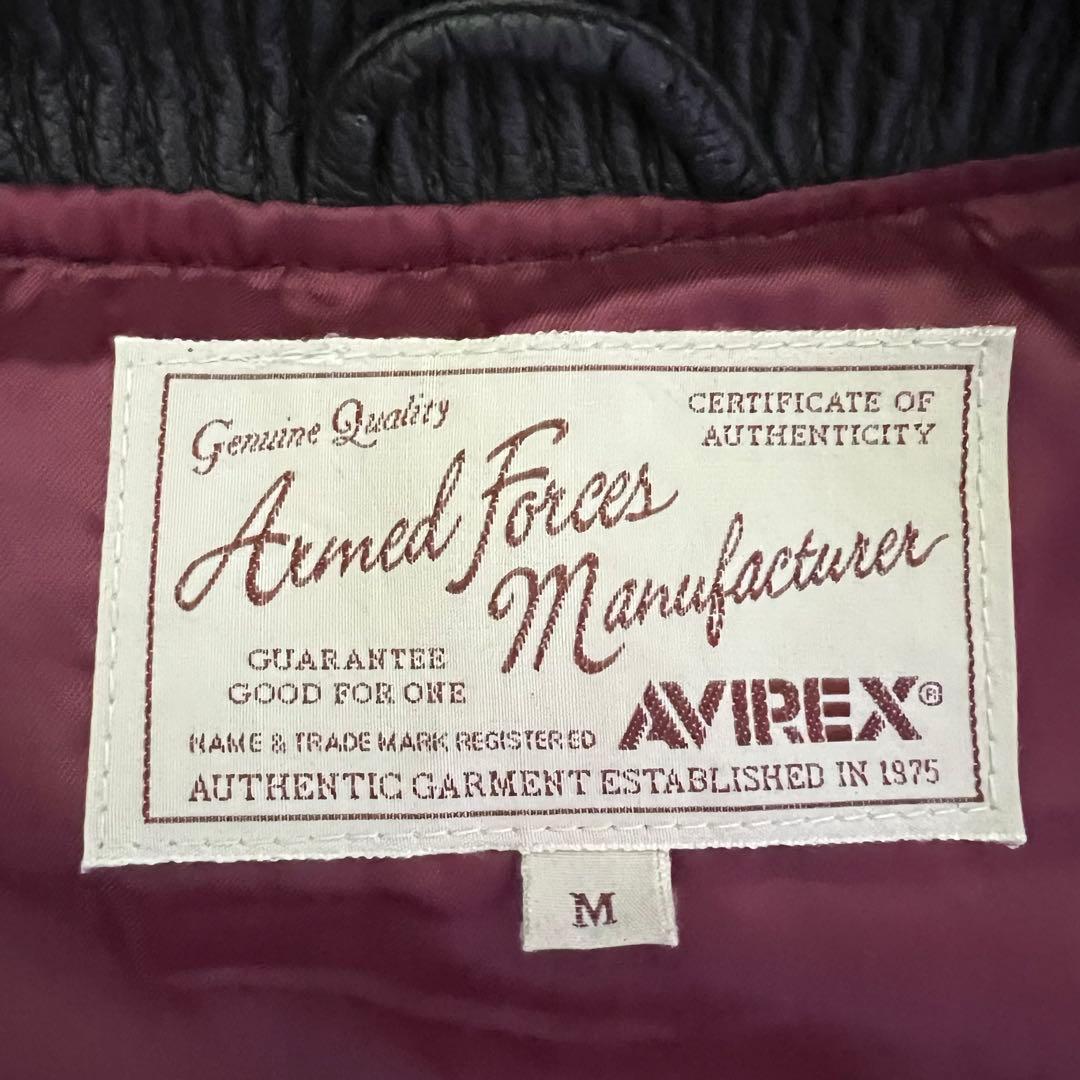 Genuine Quality
CERTIFICATE OF
AUTHENTICITY
Armed Forces
Manufacturer
GUARANTEE
GOOD FOR ONE
NAME & TRADE MARK REGISTERED
AVIREX®
AUTHENTIC GARMENT ESTABLISHED IN 1975
M